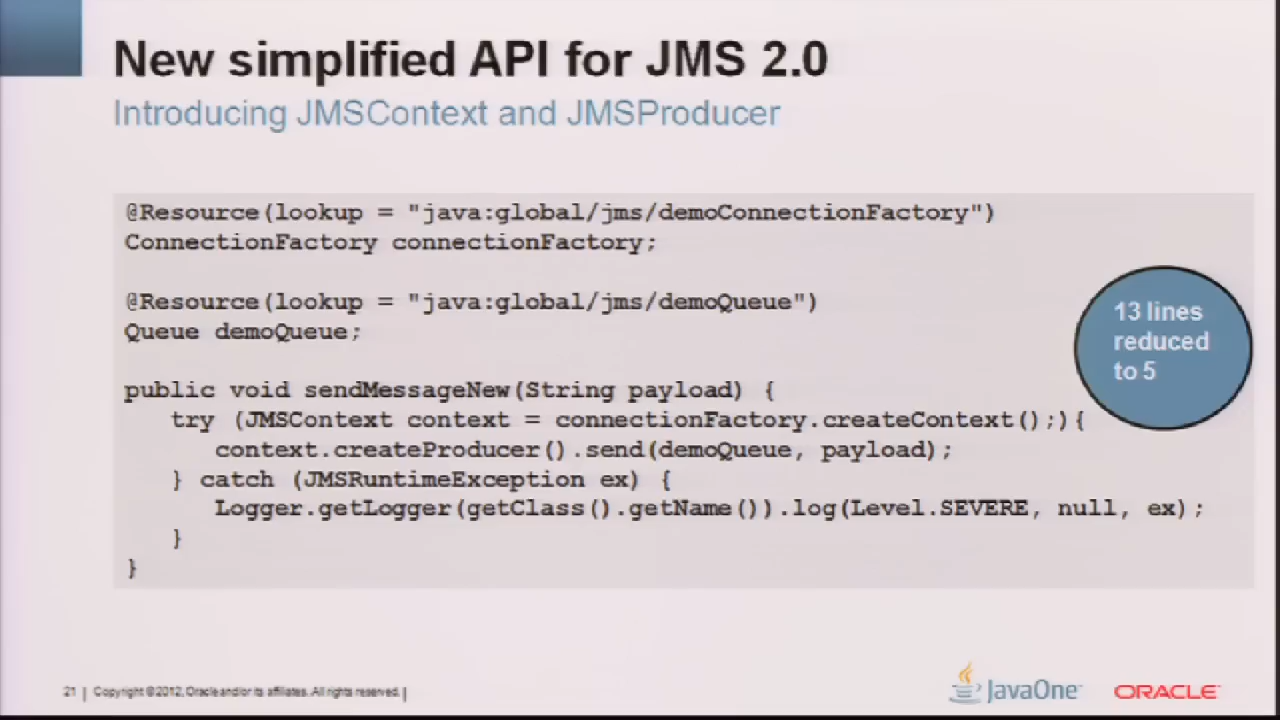 New simplified API for JMS 2.0
Introducing JMSContext and JMSProducer
@Resource(lookup = "java:global/jms/demoConnectionFactory")
ConnectionFactory connectionFactory;
@Resource(lookup = "java:global/jms/demoQueue")
Queue demoQueue;
public void sendMessageNew(String payload) {
try (JMSContext context = connectionFactory.createContext();){
context.createProducer().send(demoQueue, payload);
} catch (JMSRuntimeException ex) {
Logger.getLogger(getClass().getName()).log(Level.SEVERE, null, ex);
}
}
13 lines
reduced
to 5
21 | Copyright © 2012, Oracle and/or its affiliates. All rights reserved. |
JavaOne™
ORACLE